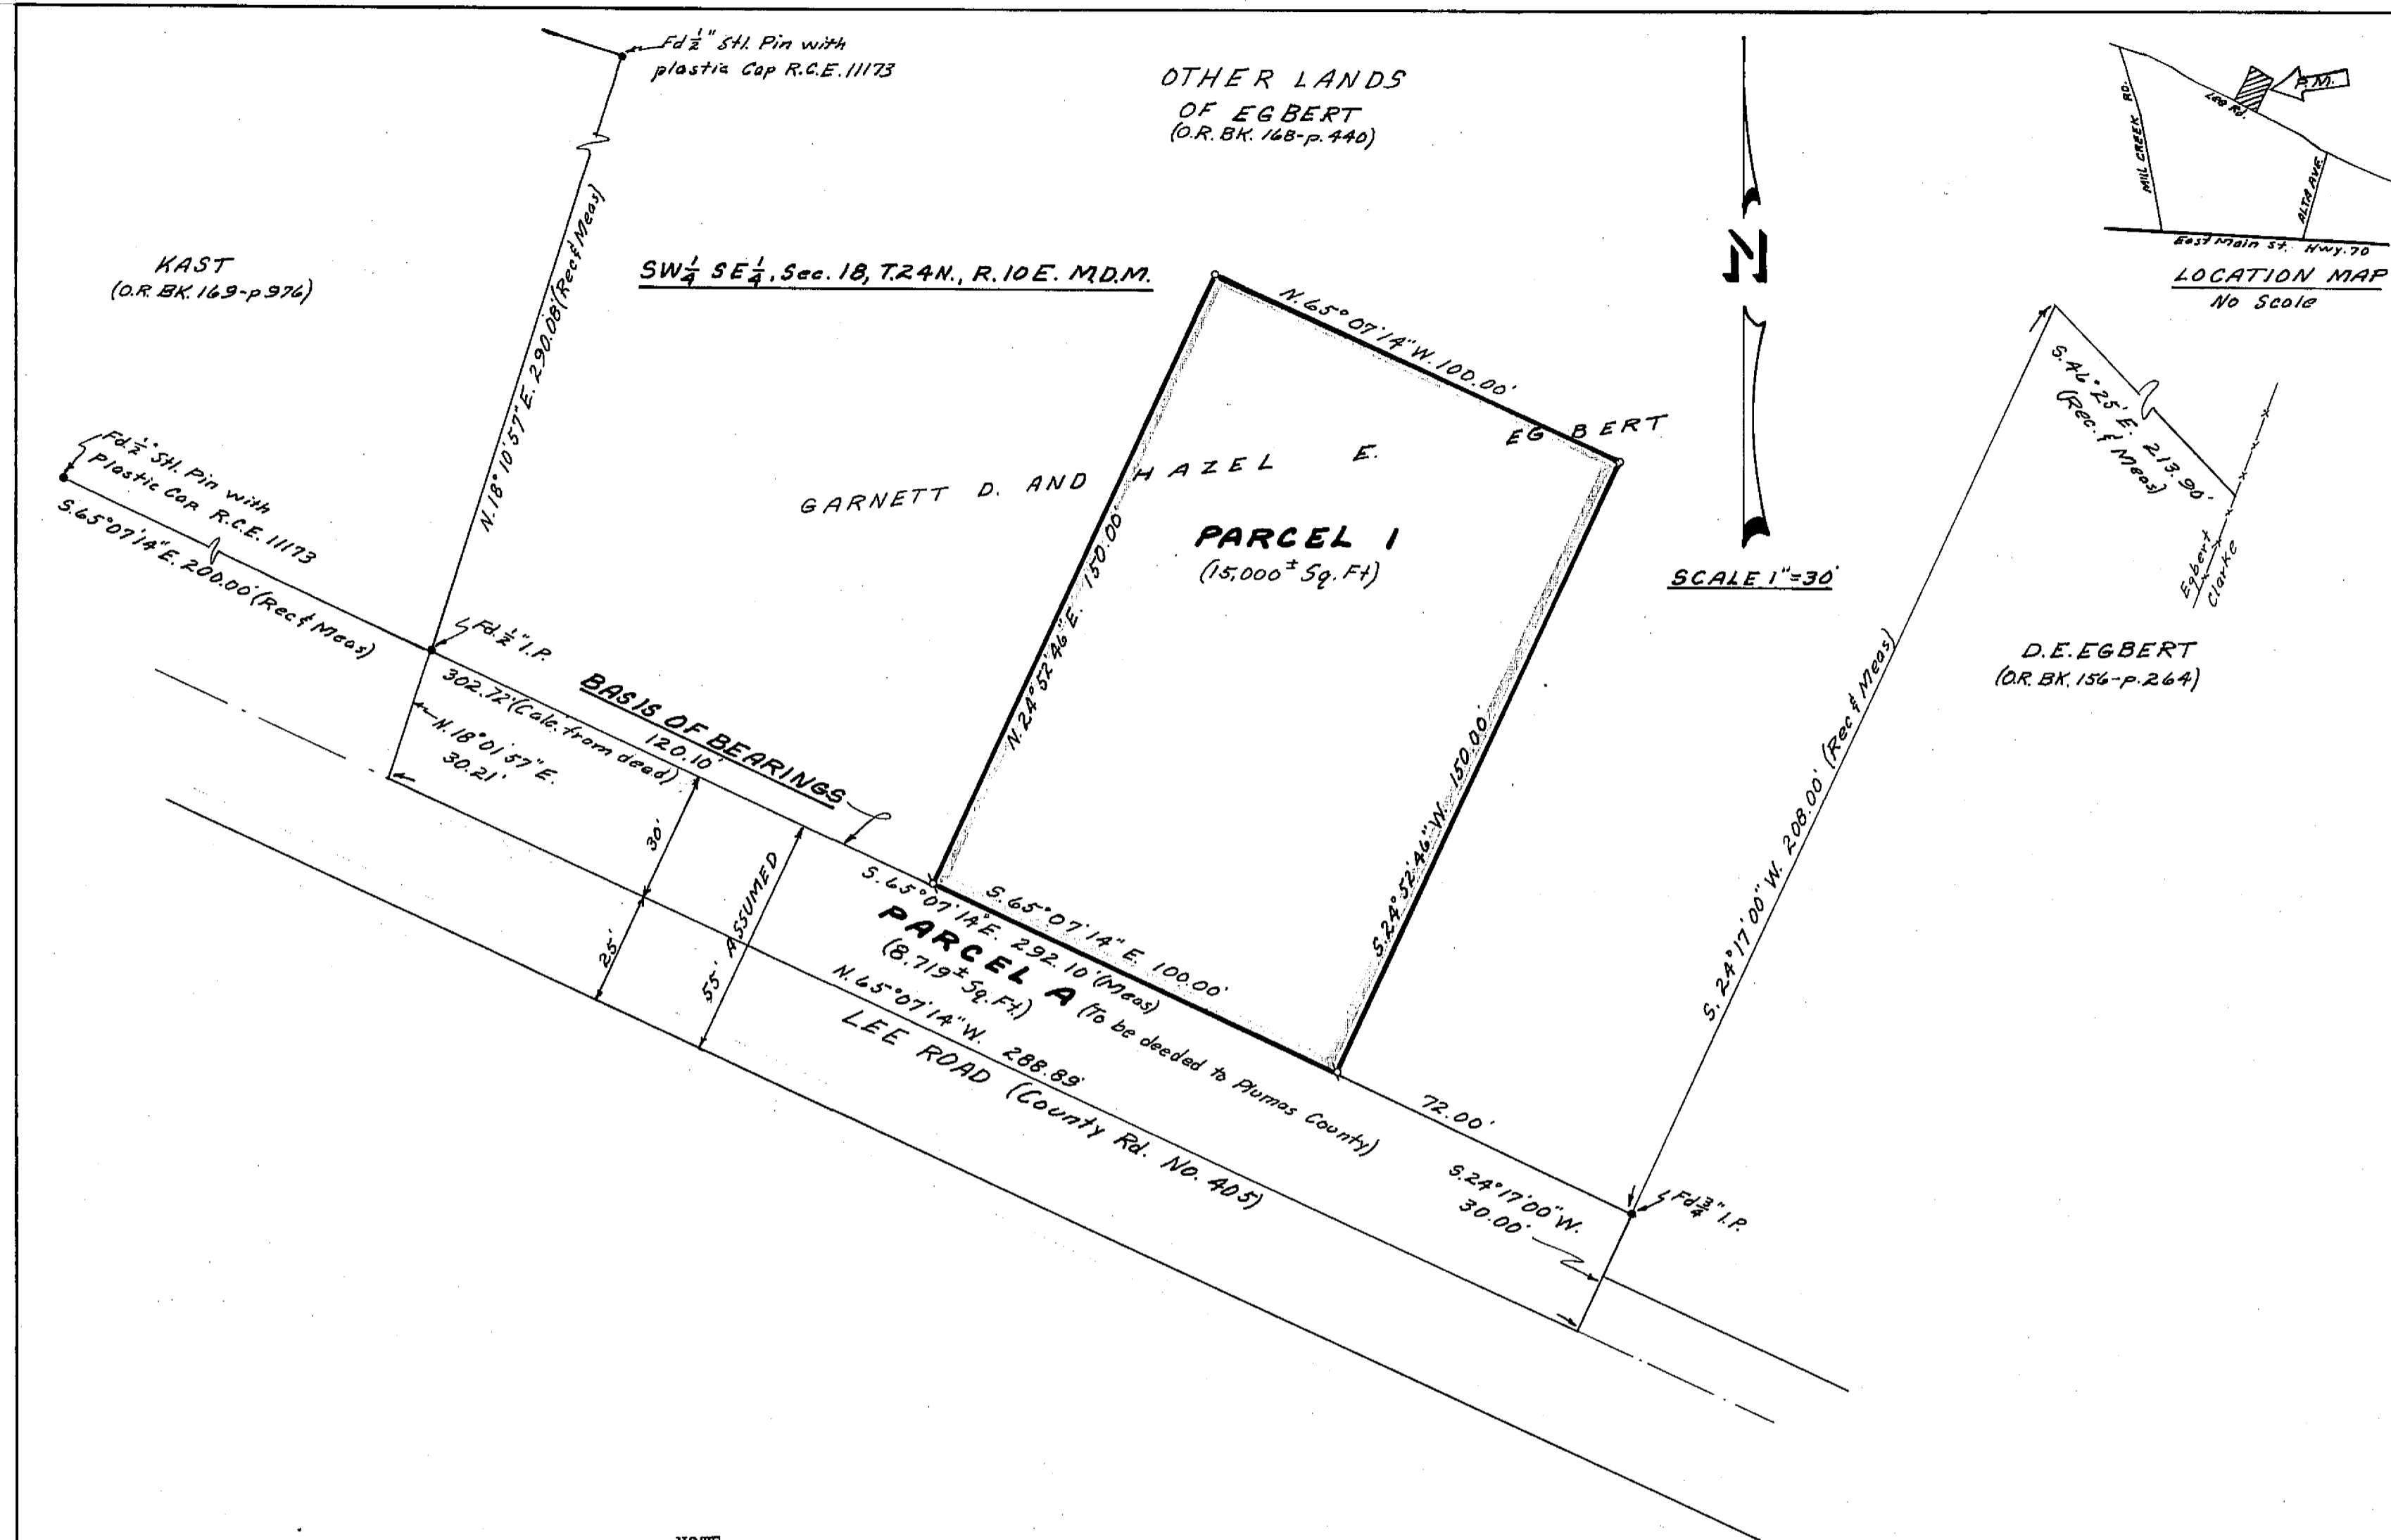 Fd ½" Stl. Pin with
plastic Cap R.C.E. 11173
OTHER LANDS
OF EGBERT
(O.R. BK. 168-p. 440)
P.M.
LEE RD.
MILL CREEK RD.
ALTA AVE.
East Main St. Hwy. 70
LOCATION MAP
No Scale
KAST
(O.R. BK. 169-p 976)
SW¼ SE¼, Sec. 18, T.24N., R.10E. M.D.M.
N.18°10'57"E. 290.08' (Rec & Meas)
N
SCALE 1"=30'
N.65°07'14"W. 100.00'
GARNETT D. AND HAZEL E. EGBERT
PARCEL 1
(15,000± Sq. Ft)
N.24°52'46"E. 150.00'
S.24°52'46"W. 150.00'
S.46°25'E. 213.90'
(Rec. & Meas)
Egbert
Clarke
D.E. EGBERT
(O.R. BK. 156-p. 264)
S. 24°17'00"W. 208.00' (Rec & Meas)
Fd. ½" Stl. Pin with
Plastic Cap R.C.E. 11173
S.65°07'14"E. 200.00' (Rec & Meas)
Fd. ½" I.P.
302.72' (Calc. from dead)
120.10'
BASIS OF BEARINGS
N.18°01'57"E.
30.21'
30'
25'
55' ASSUMED
S.65°07'14"E. 100.00'
S.65°07'14"E. 292.10' (Meas)
PARCEL A (To be deeded to Plumas County)
(8.719± Sq. Ft.)
N.65°07'14"W. 288.89'
LEE ROAD (County Rd. No. 405)
72.00'
S.24°17'00"W.
30.00'
Fd ¾" I.P.
NOTE